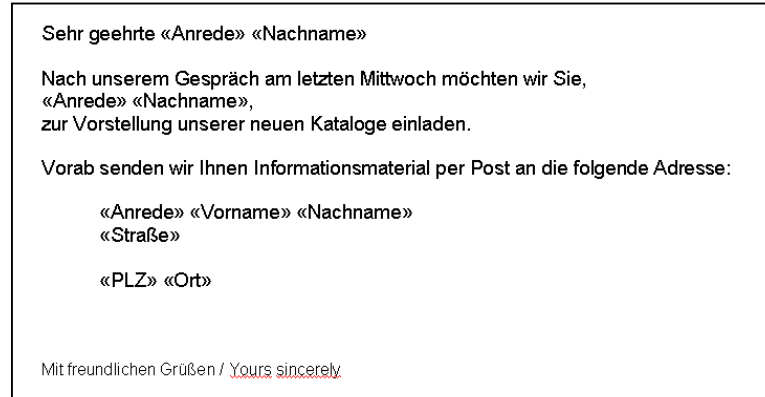 Sehr geehrte «Anrede» «Nachname»
Nach unserem Gespräch am letzten Mittwoch möchten wir Sie,
«Anrede» «Nachname»,
zur Vorstellung unserer neuen Kataloge einladen.
Vorab senden wir Ihnen Informationsmaterial per Post an die folgende Adresse:
«Anrede» «Vorname» «Nachname»
«Straße»
«PLZ» «Ort»
Mit freundlichen Grüßen / Yours sincerely